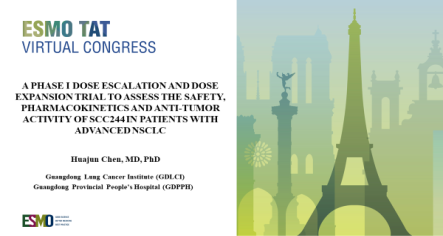 ESMO TAT
VIRTUAL CONGRESS
A PHASE I DOSE ESCALATION AND DOSE
EXPANSION TRIAL TO ASSESS THE SAFETY,
PHARMACOKINETICS AND ANTI-TUMOR
ACTIVITY OF SCC244 IN PATIENTS WITH
ADVANCED NSCLC
Huajun Chen, MD, PhD
Guangdong Lung Cancer Institute (GDLCI)
Guangdong Provincial People's Hospital (GDPPH)
ESMO